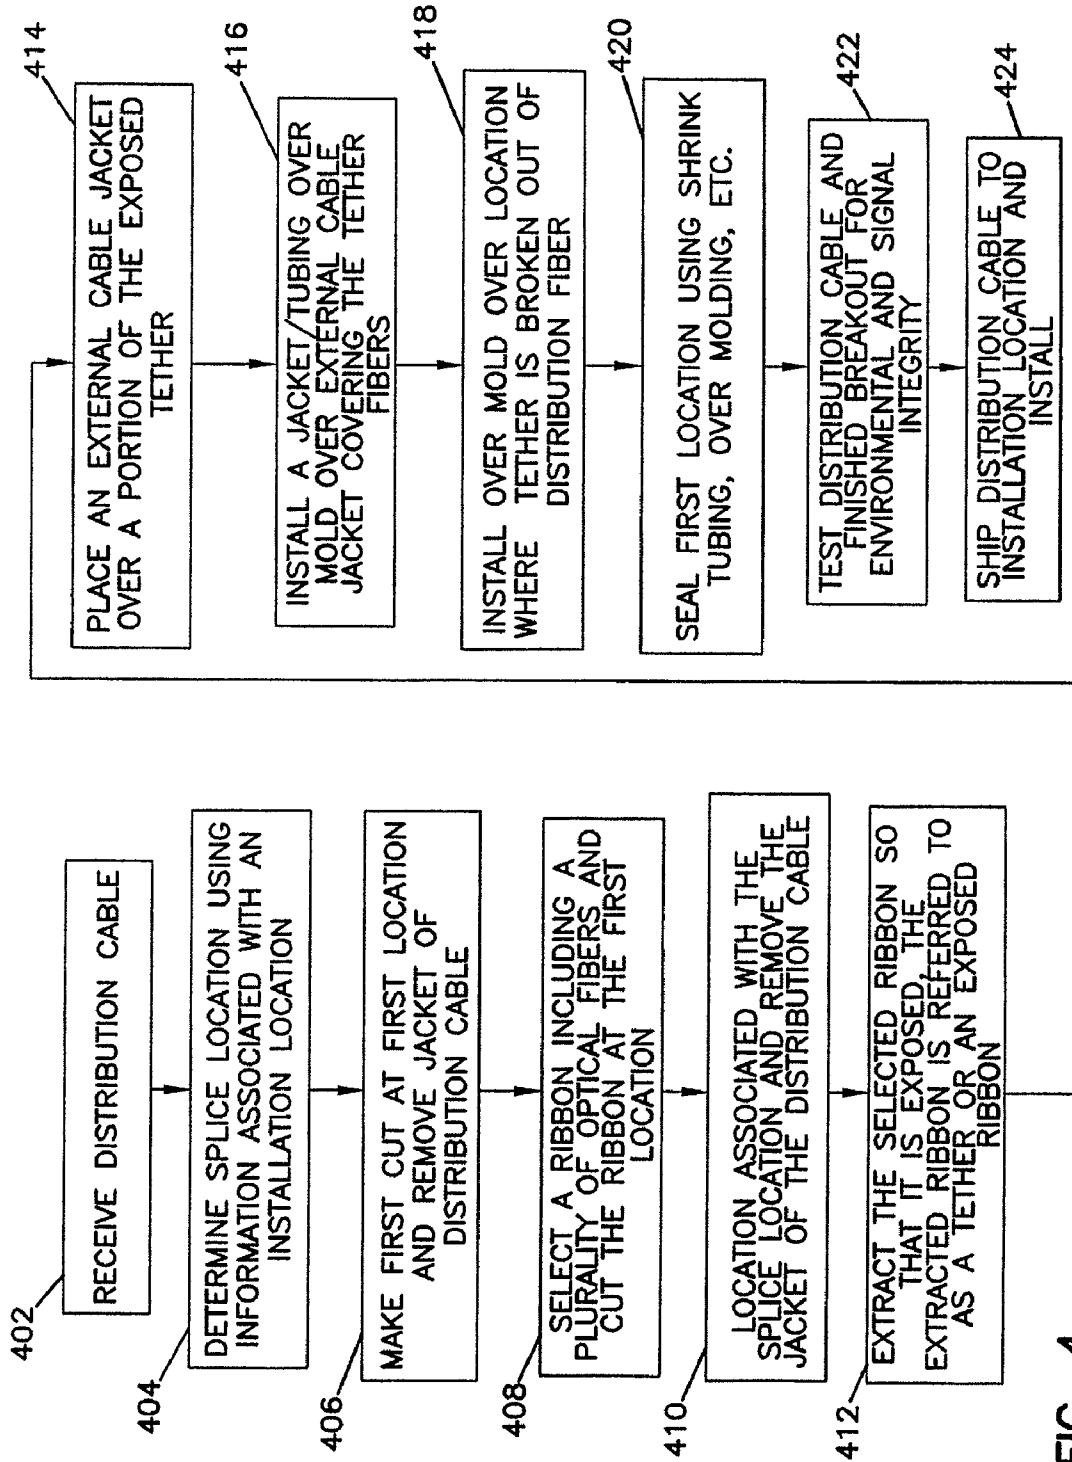 402
RECEIVE DISTRIBUTION CABLE
404
DETERMINE SPLICE LOCATION USING
INFORMATION ASSOCIATED WITH AN
INSTALLATION LOCATION
406
MAKE FIRST CUT AT FIRST LOCATION
AND REMOVE JACKET OF
DISTRIBUTION CABLE
408
SELECT A RIBBON INCLUDING A
PLURALITY OF OPTICAL FIBERS AND
CUT THE RIBBON AT THE FIRST
LOCATION
410
LOCATION ASSOCIATED WITH THE
SPLICE LOCATION AND REMOVE THE
JACKET OF THE DISTRIBUTION CABLE
412
EXTRACT THE SELECTED RIBBON SO
THAT IT IS EXPOSED, THE
EXTRACTED RIBBON IS REFERRED TO
AS A TETHER OR AN EXPOSED
RIBBON
414
PLACE AN EXTERNAL CABLE JACKET
OVER A PORTION OF THE EXPOSED
TETHER
416
INSTALL A JACKET/TUBING OVER
MOLD OVER EXTERNAL CABLE
JACKET COVERING THE TETHER
FIBERS
418
INSTALL OVER MOLD OVER LOCATION
WHERE TETHER IS BROKEN OUT OF
DISTRIBUTION FIBER
420
SEAL FIRST LOCATION USING SHRINK
TUBING, OVER MOLDING, ETC.
422
TEST DISTRIBUTION CABLE AND
FINISHED BREAKOUT FOR
ENVIRONMENTAL AND SIGNAL
INTEGRITY
424
SHIP DISTRIBUTION CABLE TO
INSTALLATION LOCATION AND
INSTALL